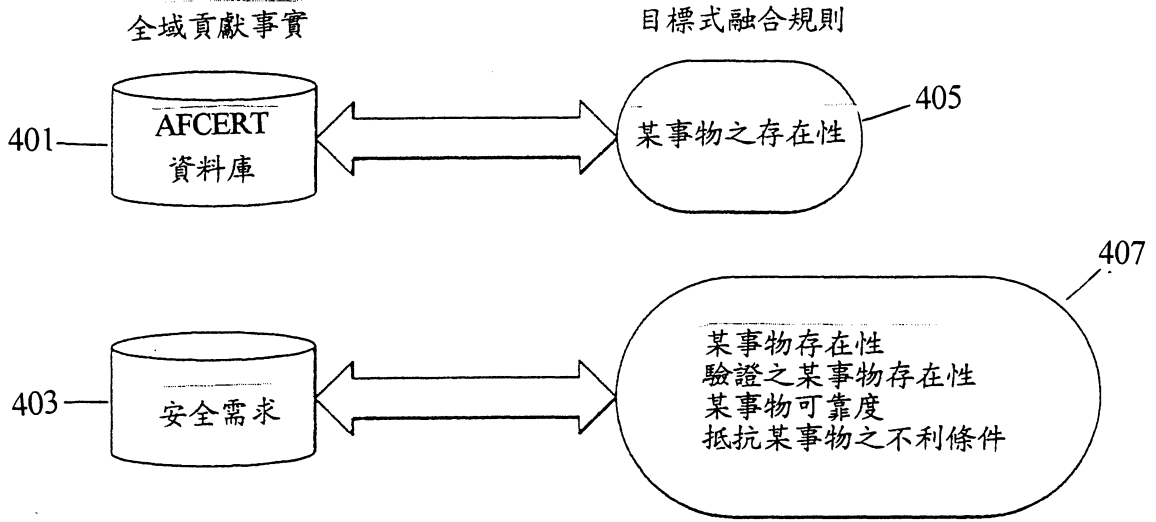 全域貢獻事實
目標式融合規則
401
AFCERT
資料庫
某事物之存在性
405
403
安全需求
407
某事物存在性
驗證之某事物存在性
某事物可靠度
抵抗某事物之不利條件